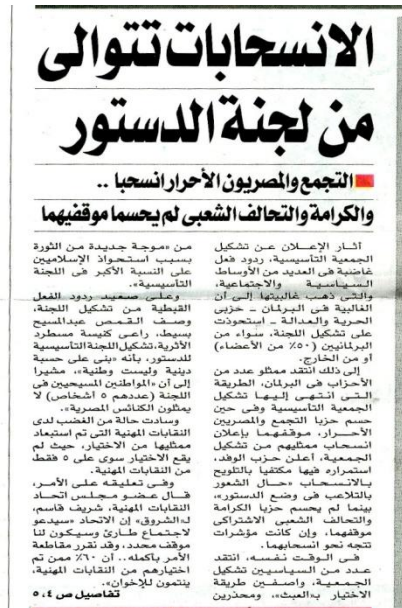 الانسحابات تتوالى
من لجنة الدستور
التجمع والمصريون الأحرار انسحبا ..
والكرامة والتحالف الشعبى لم يحسما موقفيهما
أثار الإعلان عن تشكيل
الجمعية التأسيسية، ردود فعل
غاضبة فى العديد من الأوساط
السياسية والاجتماعية،
والتى ذهب غالبيتها إلى أن
الغالبية فى البرلمان ــ حزبى
الحرية والعدالة ــ استحوذت
على تشكيل اللجنة، سواء من
البرلمانيين (٥٠٪ من الأعضاء)
أو من الخارج.
إلى ذلك انتقد ممثلو عدد من
الأحزاب فى البرلمان، الطريقة
التى انتهى إليها تشكيل
الجمعية التأسيسية وفى حين
حسم حزبا التجمع والمصريين
الأحرار، موقفهما بإعلان
انسحاب ممثليهم من تشكيل
الجمعية، أعلن حزب الوفد،
استمراره فيها مكتفيا بالتلويح
بالانسحاب «حال الشعور
بالتلاعب فى وضع الدستور»،
بينما لم يحسم حزبا الكرامة
والتحالف الشعبى الاشتراكى
موقفهما، وإن كانت مؤشرات
تتجه نحو انسحابهما.
فى الوقت نفسه، انتقد
عدد من السياسيين تشكيل
الجمعية، واصفين طريقة
الاختيار بـ«العبث»، ومحذرين
من «موجة جديدة من الثورة
بسبب استحواذ الإسلاميين
على النسبة الأكبر فى اللجنة
التأسيسية».
وعلى صعيد ردود الفعل
القبطية من تشكيل اللجنة،
وصف القمص عبدالمسيح
بسيط، راعى كنيسة مسطرد
الأثرية، تشكيل اللجنة التأسيسية
للدستور، بأنه «بنى على حسبة
دينية وليست وطنية»، مشيرا
إلى أن «المواطنين المسيحيين فى
اللجنة (عددهم ٥ أشخاص) لا
يمثلون الكنائس المصرية».
وسادت حالة من الغضب لدى
النقابات المهنية التى تم استبعاد
ممثليها من الاختيار، حيث لم
يقع الاختيار سوى على ٥ فقط
من النقابات المهنية.
وفى تعليقه على الأمر،
قال عضو مجلس اتحاد
النقابات المهنية، شريف قاسم،
لـ«الشروق» إن الاتحاد «سيدعو
لاجتماع طارئ وسيكون لنا
موقف محدد، وقد نقرر مقاطعة
الأمر بأكمله.. أن ٦٠٪ ممن تم
اختيارهم من النقابات المهنية،
ينتمون للإخوان».
تفاصيل ص ٤، ٥